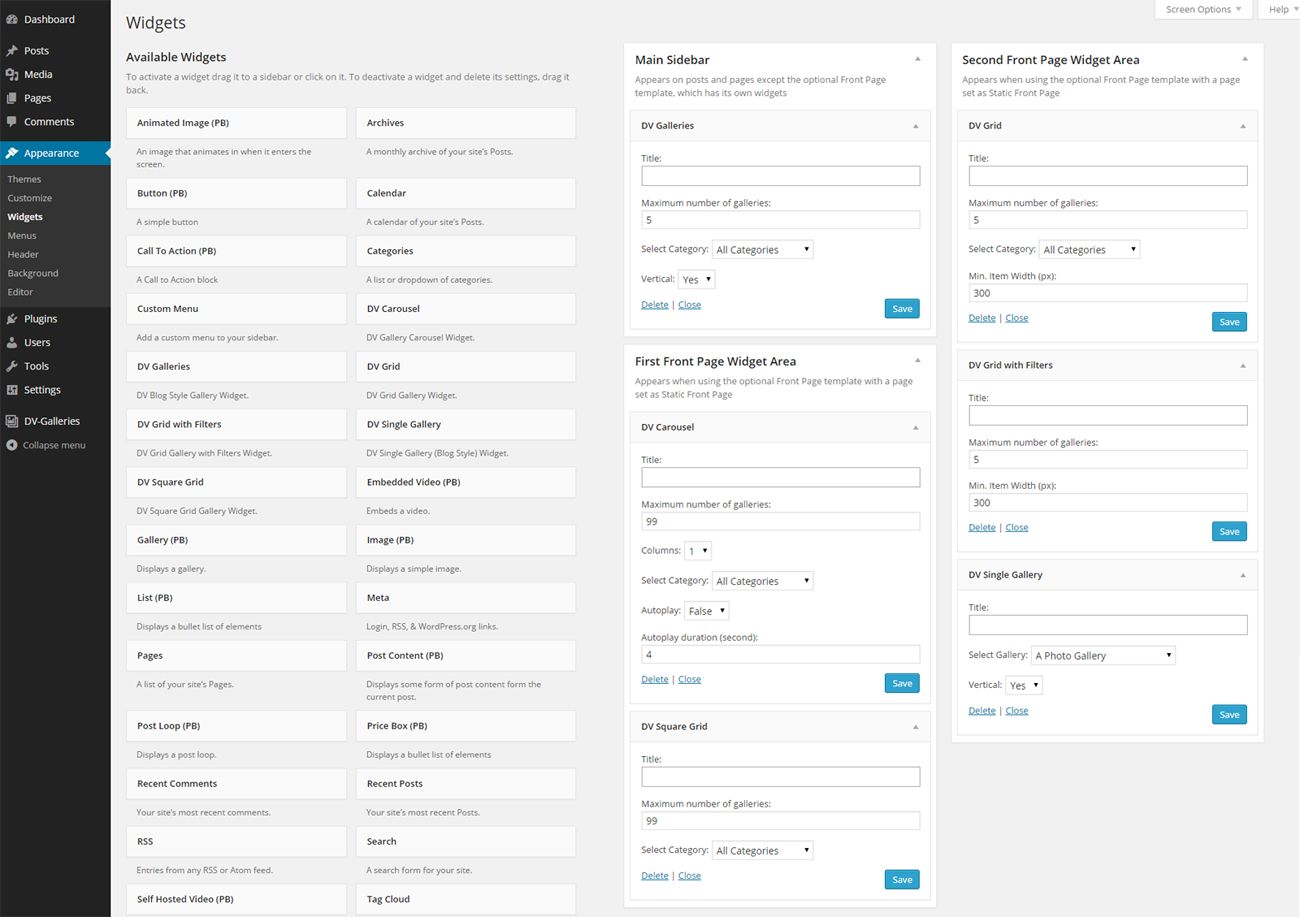 Dashboard
Posts
Media
Pages
Comments
Appearance
Themes
Customize
Widgets
Menus
Header
Background
Editor
Plugins
Users
Tools
Settings
DV-Galleries
Collapse menu
Screen Options
Help
Widgets
Available Widgets
To activate a widget drag it to a sidebar or click on it. To deactivate a widget and delete its settings, drag it
back.
Animated Image (PB)
An image that animates in when it enters the
screen.
Archives
A monthly archive of your site's Posts.
Button (PB)
A simple button
Calendar
A calendar of your site's Posts.
Call To Action (PB)
A Call to Action block
Categories
A list or dropdown of categories.
Custom Menu
Add a custom menu to your sidebar.
DV Carousel
DV Gallery Carousel Widget.
DV Galleries
DV Blog Style Gallery Widget.
DV Grid
DV Grid Gallery Widget.
DV Grid with Filters
DV Grid Gallery with Filters Widget.
DV Single Gallery
DV Single Gallery (Blog Style) Widget.
DV Square Grid
DV Square Grid Gallery Widget.
Embedded Video (PB)
Embeds a video.
Gallery (PB)
Displays a gallery.
Image (PB)
Displays a simple image.
List (PB)
Displays a bullet list of elements
Meta
Login, RSS, & WordPress.org links.
Pages
A list of your site's Pages.
Post Content (PB)
Displays some form of post content form the
current post.
Post Loop (PB)
Displays a post loop.
Price Box (PB)
Displays a bullet list of elements
Recent Comments
Your site's most recent comments.
Recent Posts
Your site's most recent Posts.
RSS
Entries from any RSS or Atom feed.
Search
A search form for your site.
Self Hosted Video (PB)
Tag Cloud
Main Sidebar
Appears on posts and pages except the optional Front Page
template, which has its own widgets
DV Galleries
Title:
Maximum number of galleries:
5
Select Category: All Categories
Vertical: Yes
Delete | Close
Save
First Front Page Widget Area
Appears when using the optional Front Page template with a page
set as Static Front Page
DV Carousel
Title:
Maximum number of galleries:
99
Columns: 1
Select Category: All Categories
Autoplay: False
Autoplay duration (second):
4
Delete | Close
Save
DV Square Grid
Title:
Maximum number of galleries:
99
Select Category: All Categories
Delete | Close
Save
Second Front Page Widget Area
Appears when using the optional Front Page template with a page
set as Static Front Page
DV Grid
Title:
Maximum number of galleries:
5
Select Category: All Categories
Min. Item Width (px):
300
Delete | Close
Save
DV Grid with Filters
Title:
Maximum number of galleries:
5
Min. Item Width (px):
300
Delete | Close
Save
DV Single Gallery
Title:
Select Gallery: A Photo Gallery
Vertical: Yes
Delete | Close
Save